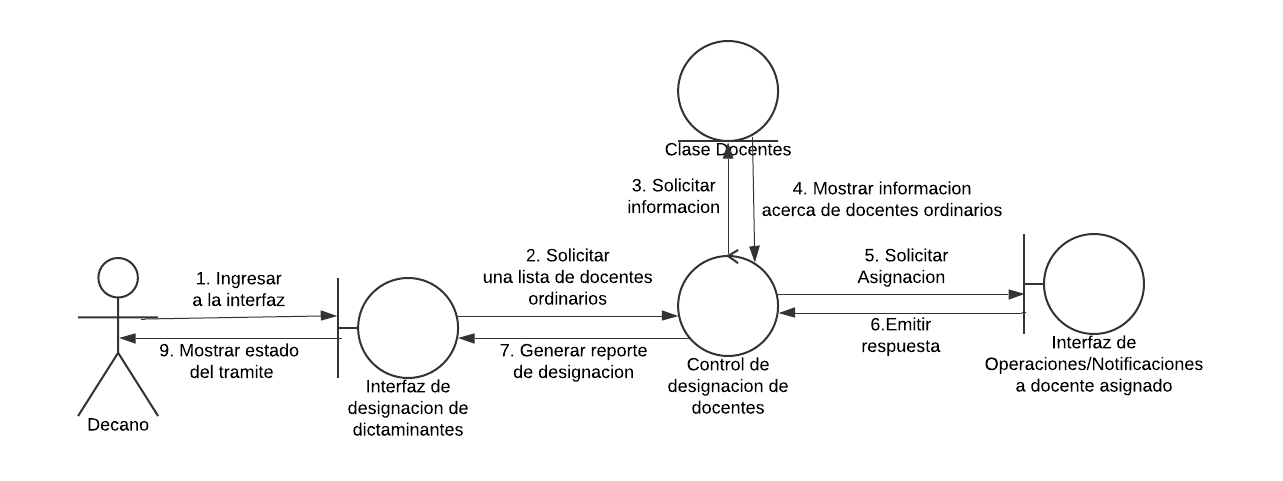 Clase Docentes
3. Solicitar
informacion
4. Mostrar informacion
acerca de docentes ordinarios
1. Ingresar
a la interfaz
2. Solicitar
una lista de docentes
ordinarios
5. Solicitar
Asignacion
6.Emitir
respuesta
9. Mostrar estado
del tramite
7. Generar reporte
de designacion
Decano
Interfaz de
designacion de
dictaminantes
Control de
designacion de
docentes
Interfaz de
Operaciones/Notificaciones
a docente asignado